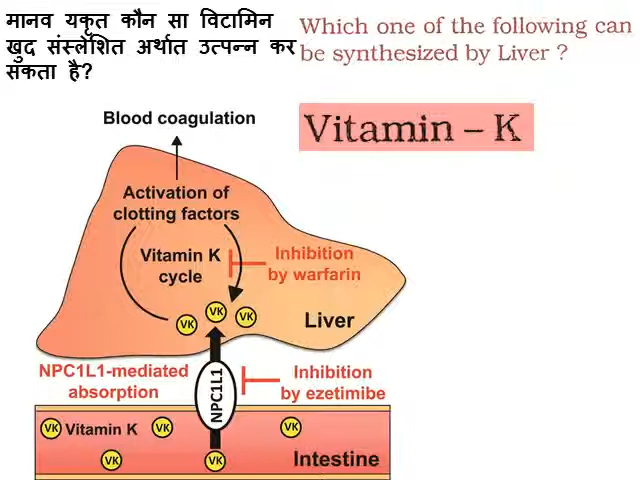 मानव यकृत कौन सा विटामिन
खुद संस्लेशित अर्थात उत्पन्न कर
सकता है?
Which one of the following can
be synthesized by Liver ?
Vitamin – K
Blood coagulation
Activation of
clotting factors
Vitamin K
cycle
Inhibition
by warfarin
VK VK VK
Liver
NPC1L1-mediated
absorption
NPC1L1
Inhibition
by ezetimibe
VK Vitamin K VK VK
VK VK
Intestine